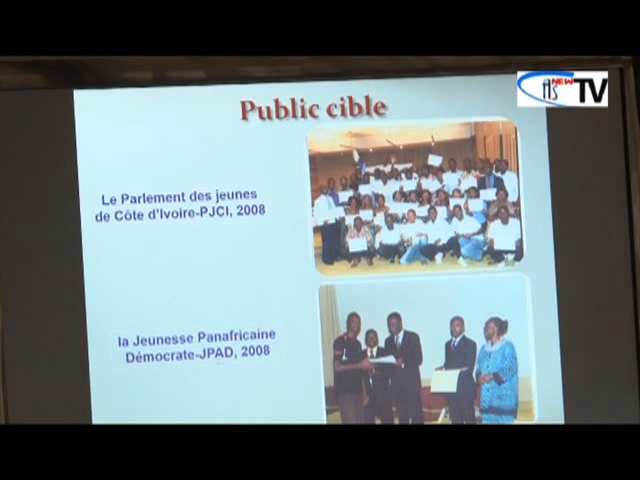 NEW
TV
Public cible
Le Parlement des jeunes
de Côte d'Ivoire-PJCI, 2008
la Jeunesse Panafricaine
Démocrate-JPAD, 2008